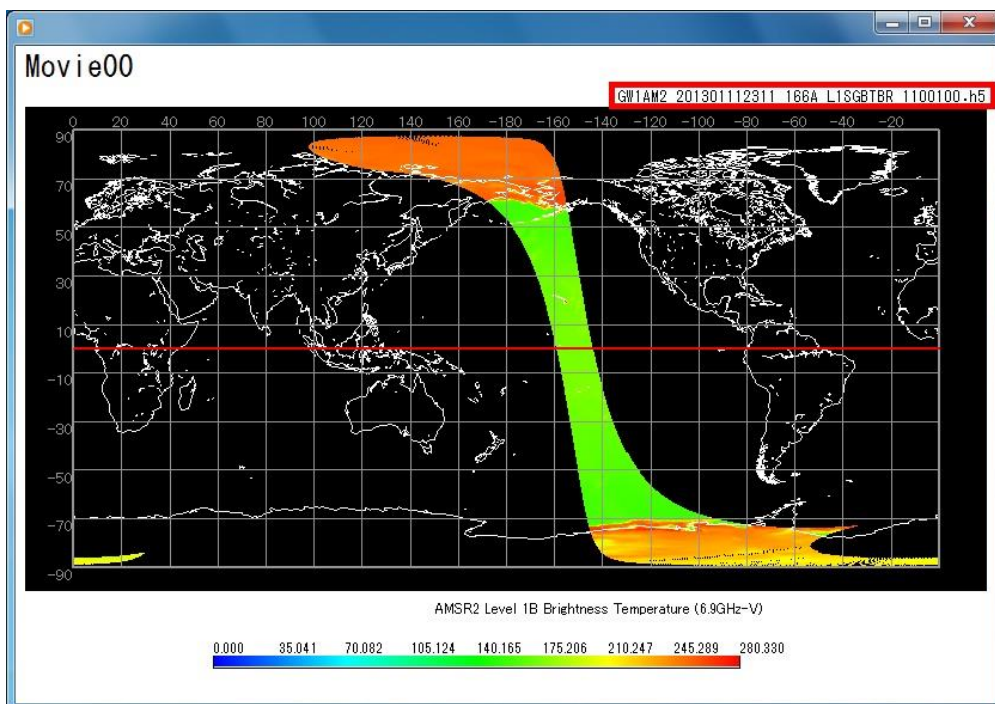 Movie00
GW1AM2_201301112311_166A_L1SGBTBR_1100100.h5
0 20 40 60 80 100 120 140 160 -180 -160 -140 -120 -100 -80 -60 -40 -20
90
70
50
30
10
-10
-30
-50
-70
-90
AMSR2 Level 1B Brightness Temperature (6.9GHz-V)
0.000 35.041 70.082 105.124 140.165 175.206 210.247 245.289 280.330